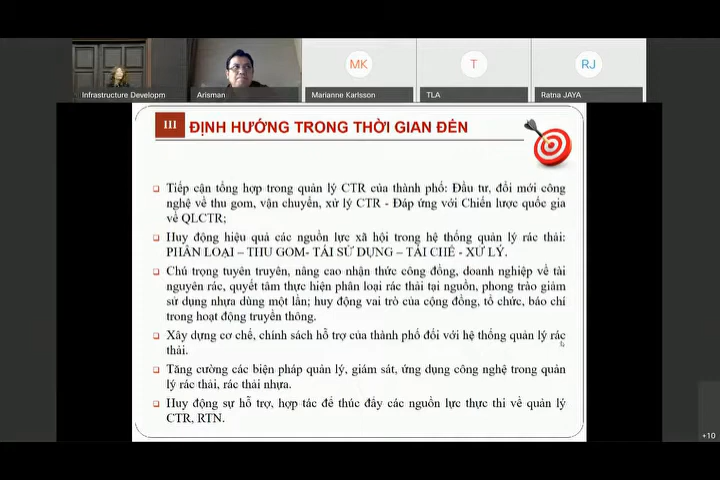 MK
T
RJ
Infrastructure Developm
Arisman
Marianne Karlsson
TLA
Ratna JAYA
III
ĐỊNH HƯỚNG TRONG THỜI GIAN ĐẾN
Tiếp cận tổng hợp trong quản lý CTR của thành phố: Đầu tư, đổi mới công
nghệ về thu gom, vận chuyển, xử lý CTR - Đáp ứng với Chiến lược quốc gia
về QLCTR;
Huy động hiệu quả các nguồn lực xã hội trong hệ thống quản lý rác thải:
PHÂN LOẠI – THU GOM- TÁI SỬ DỤNG – TÁI CHẾ - XỬ LÝ.
Chú trọng tuyên truyền, nâng cao nhận thức công đồng, doanh nghiệp về tài
nguyên rác, quyết tâm thực hiện phân loại rác thải tại nguồn, phong trào giảm
sử dụng nhựa dùng một lần; huy động vai trò của cộng đồng, tổ chức, báo chí
trong hoạt động truyền thông.
Xây dựng cơ chế, chính sách hỗ trợ của thành phố đối với hệ thống quản lý rác
thải.
Tăng cường các biện pháp quản lý, giám sát, ứng dụng công nghệ trong quản
lý rác thải, rác thải nhựa.
Huy động sự hỗ trợ, hợp tác để thúc đẩy các nguồn lực thực thi về quản lý
CTR, RTN.
+10